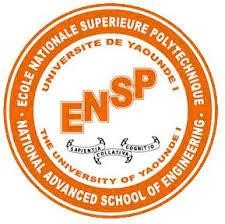 ECOLE NATIONALE SUPERIEURE POLYTECHNIQUE
UNIVERSITE DE YAOUNDE I
ENSP
SAPIENTIA COGNITIO
COLLATIVA
THE UNIVERSITY OF YAOUNDE I
- NATIONAL ADVANCED SCHOOL OF ENGINEERING -